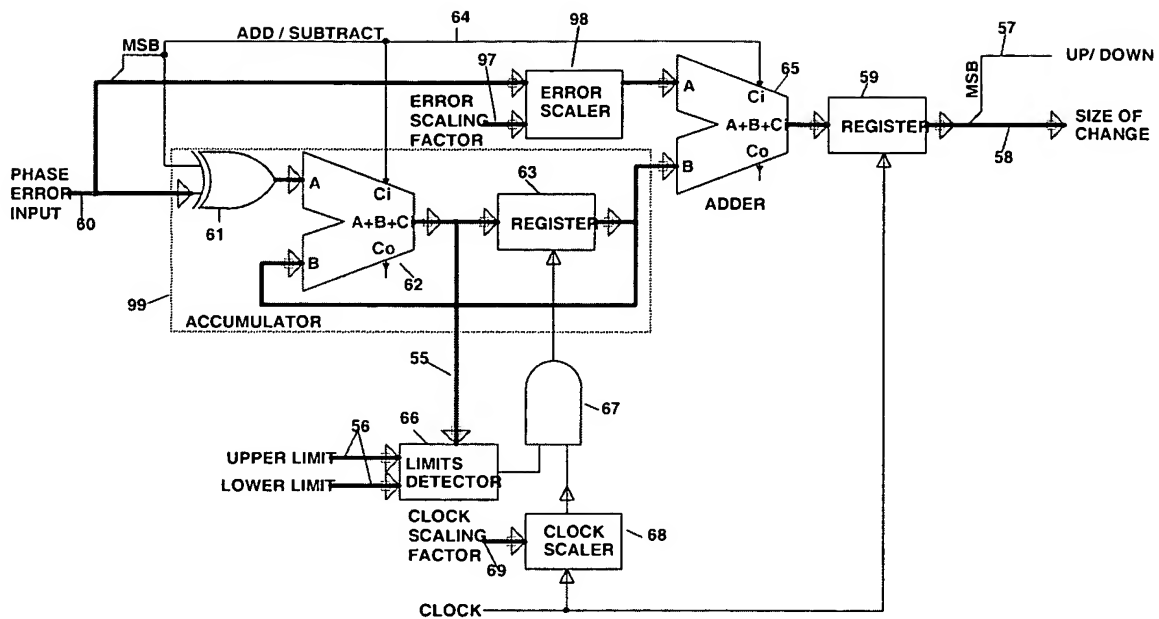 64
98
57
MSB
ADD / SUBTRACT
97
65
59
MSB
UP/ DOWN
A
Ci
ERROR
SCALING
FACTOR
ERROR
SCALER
A+B+C
REGISTER
SIZE OF
CHANGE
58
PHASE
ERROR
INPUT
60
61
A
Ci
63
B
Co
ADDER
A+B+C
REGISTER
B
Co
62
99
ACCUMULATOR
55
67
66
56
UPPER LIMIT
LOWER LIMIT
LIMITS
DETECTOR
CLOCK
SCALING
FACTOR
69
CLOCK
SCALER
68
CLOCK